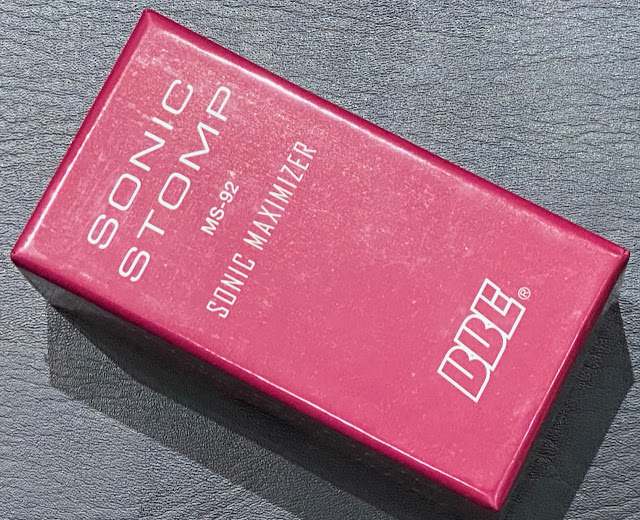 SONIC
STOMP
MS-92
SONIC MAXIMIZER
BBE®